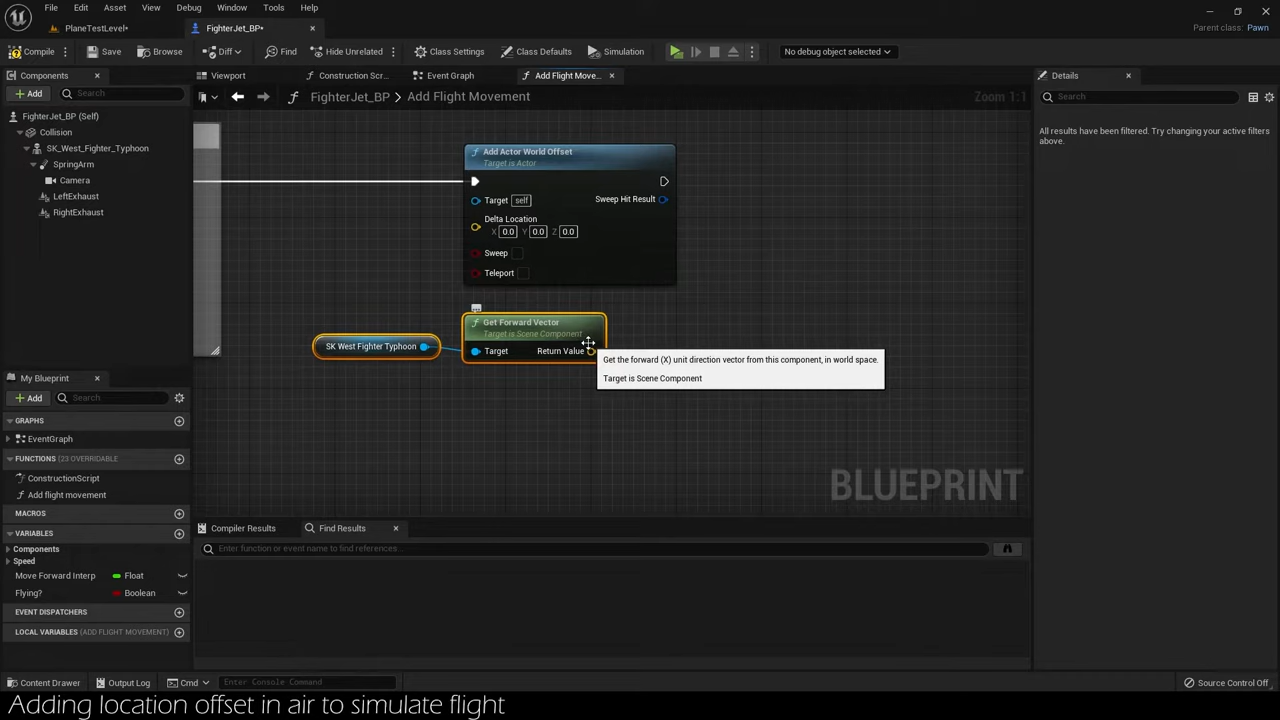 File Edit Asset View Debug Window Tools Help
PlaneTestLevel•
FighterJet_BP•
Parent class: Pawn
Compile
Save
Browse
Diff
Find
Hide Unrelated
Class Settings
Class Defaults
Simulation
No debug object selected
Components
Viewport
Construction Scr...
Event Graph
Add Flight Move...
Details
Add
Search
FighterJet_BP > Add Flight Movement
Zoom 1:1
Search
FighterJet_BP (Self)
Collision
SK_West_Fighter_Typhoon
SpringArm
Camera
LeftExhaust
RightExhaust
All results have been filtered. Try changing your active filters
above.
Add Actor World Offset
Target is Actor
Target self
Sweep Hit Result
Delta Location
X 0.0 Y 0.0 Z 0.0
Sweep
Teleport
Get Forward Vector
Target is Scene Component
SK West Fighter Typhoon
Target
Return Value
Get the forward (X) unit direction vector from this component, in world space.
Target is Scene Component
My Blueprint
Add
Search
GRAPHS
EventGraph
FUNCTIONS (23 OVERRIDABLE
ConstructionScript
Add flight movement
MACROS
VARIABLES
Components
Speed
Move Forward Interp Float
Flying? Boolean
EVENT DISPATCHERS
LOCAL VARIABLES (ADD FLIGHT MOVEMENT)
BLUEPRINT
Compiler Results
Find Results
Enter function or event name to find references...
Content Drawer
Output Log
Cmd
Enter Console Command
Source Control Off
Adding location offset in air to simulate flight